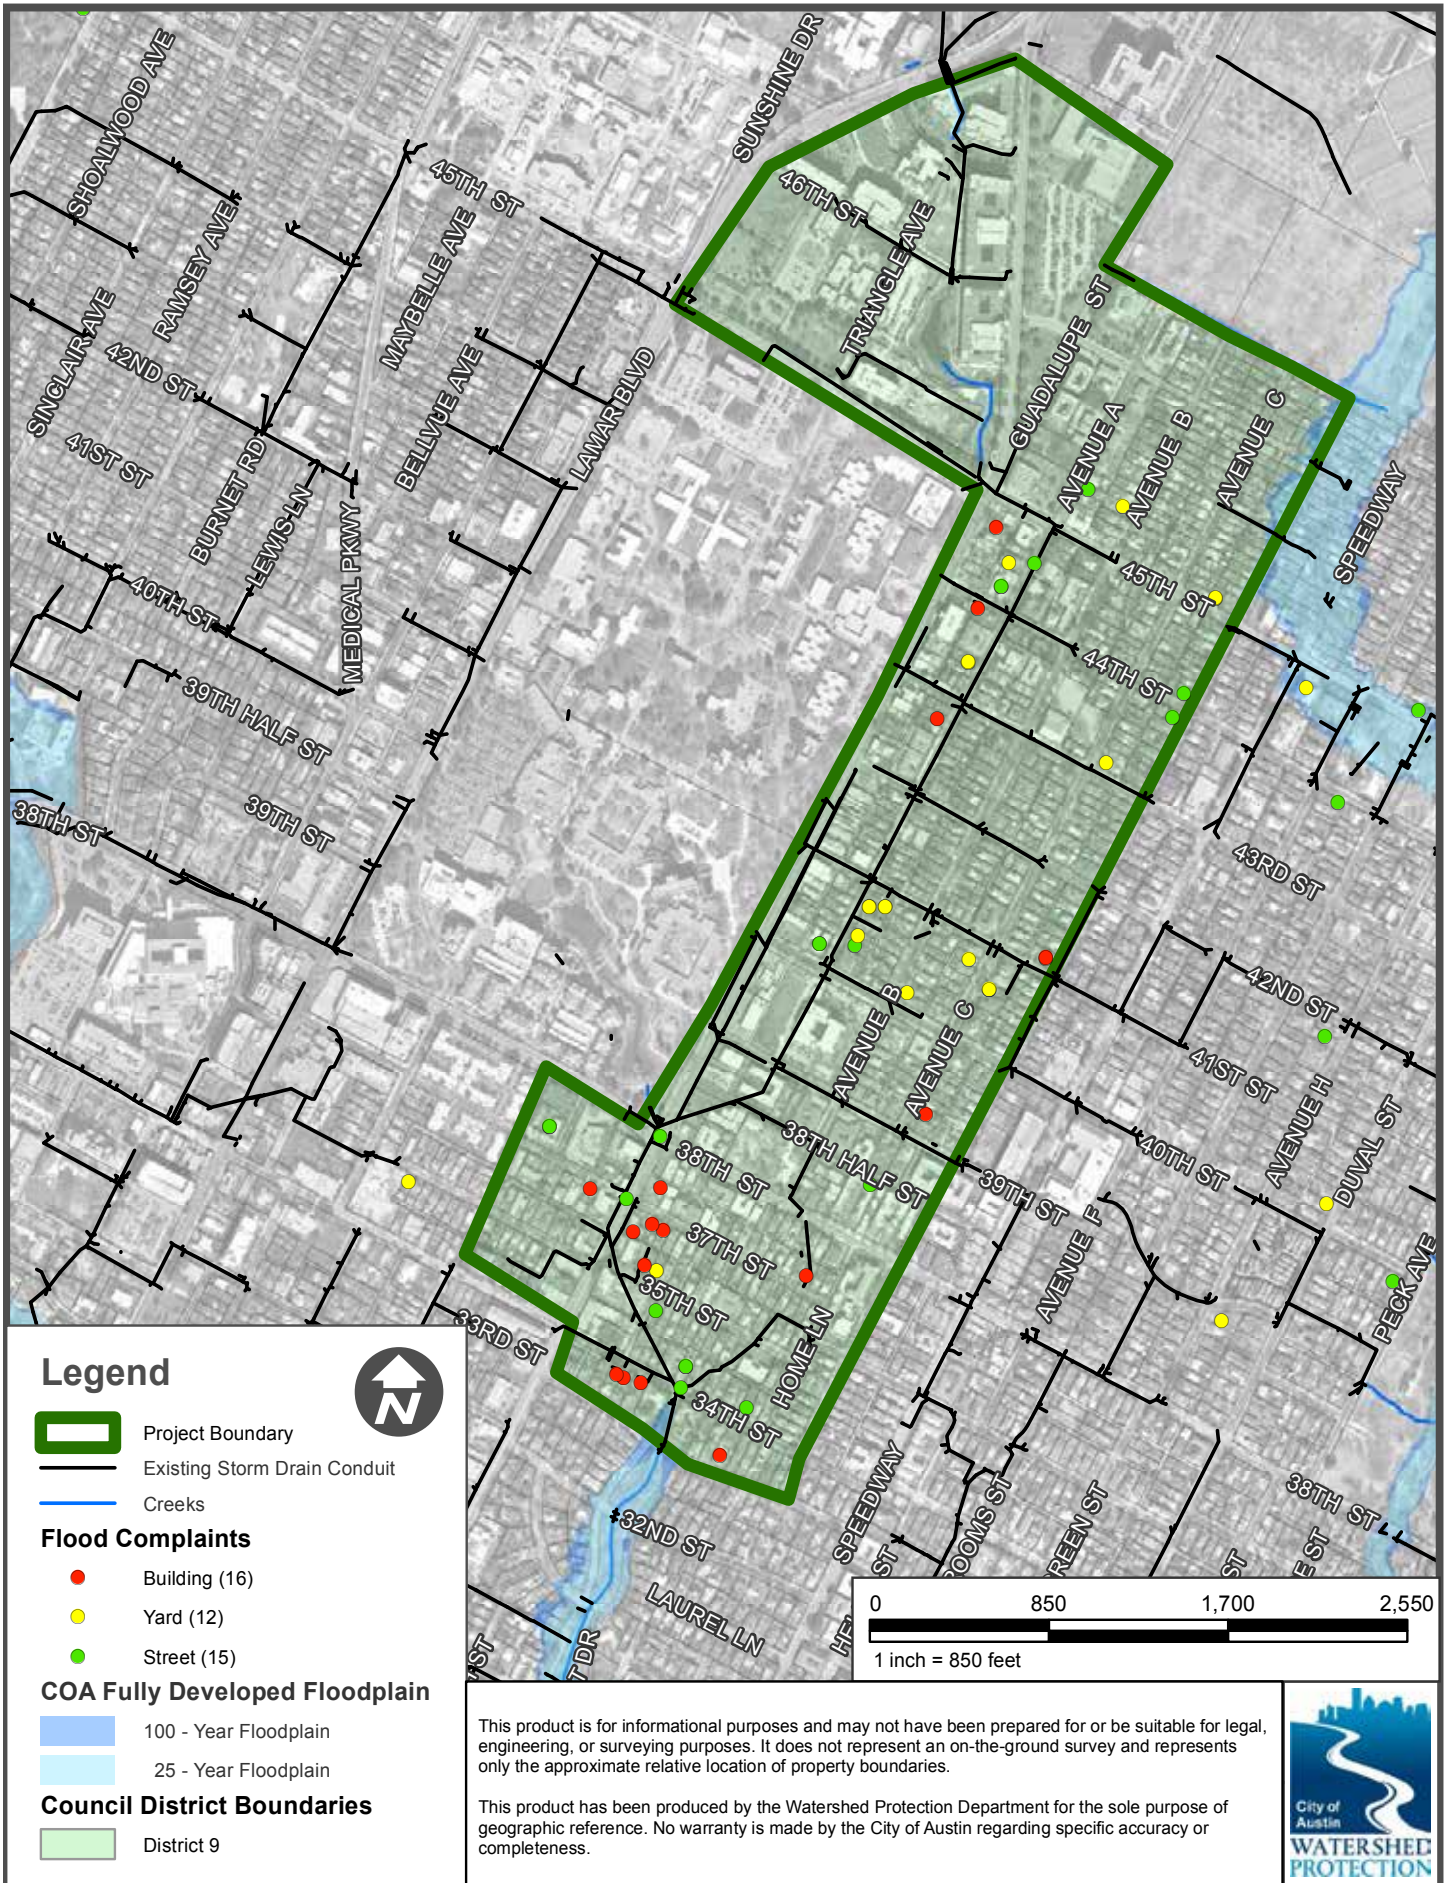 SHOALWOOD AVE
SUNSHINE DR
45TH ST
46TH ST
RAMSEY AVE
MAYBELLE AVE
TRIANGLE AVE
SINCLAIR AVE
42ND ST
BELLVUE AVE
LAMAR BLVD
GUADALUPE ST
AVENUE A
AVENUE B
AVENUE C
41ST ST
BURNET RD
LEWIS LN
MEDICAL PKWY
SPEEDWAY
40TH ST
45TH ST
44TH ST
39TH HALF ST
38TH ST
39TH ST
43RD ST
42ND ST
AVENUE B
AVENUE C
41ST ST
AVENUE H
DUVAL ST
38TH HALF ST
40TH ST
38TH ST
39TH ST
37TH ST
AVENUE F
35TH ST
PECK AVE
33RD ST
HOME LN
34TH ST
SPEEDWAY
38TH ST
32ND ST
OOMS ST
REEN ST
ST
ST
E ST
LAUREL LN
HE
ST
T DR
Legend
N
Project Boundary
Existing Storm Drain Conduit
Creeks
Flood Complaints
Building (16)
Yard (12)
Street (15)
COA Fully Developed Floodplain
100 - Year Floodplain
25 - Year Floodplain
Council District Boundaries
District 9
0 850 1,700 2,550
1 inch = 850 feet
This product is for informational purposes and may not have been prepared for or be suitable for legal,
engineering, or surveying purposes. It does not represent an on-the-ground survey and represents
only the approximate relative location of property boundaries.
This product has been produced by the Watershed Protection Department for the sole purpose of
geographic reference. No warranty is made by the City of Austin regarding specific accuracy or
completeness.
City of
Austin
WATERSHED
PROTECTION